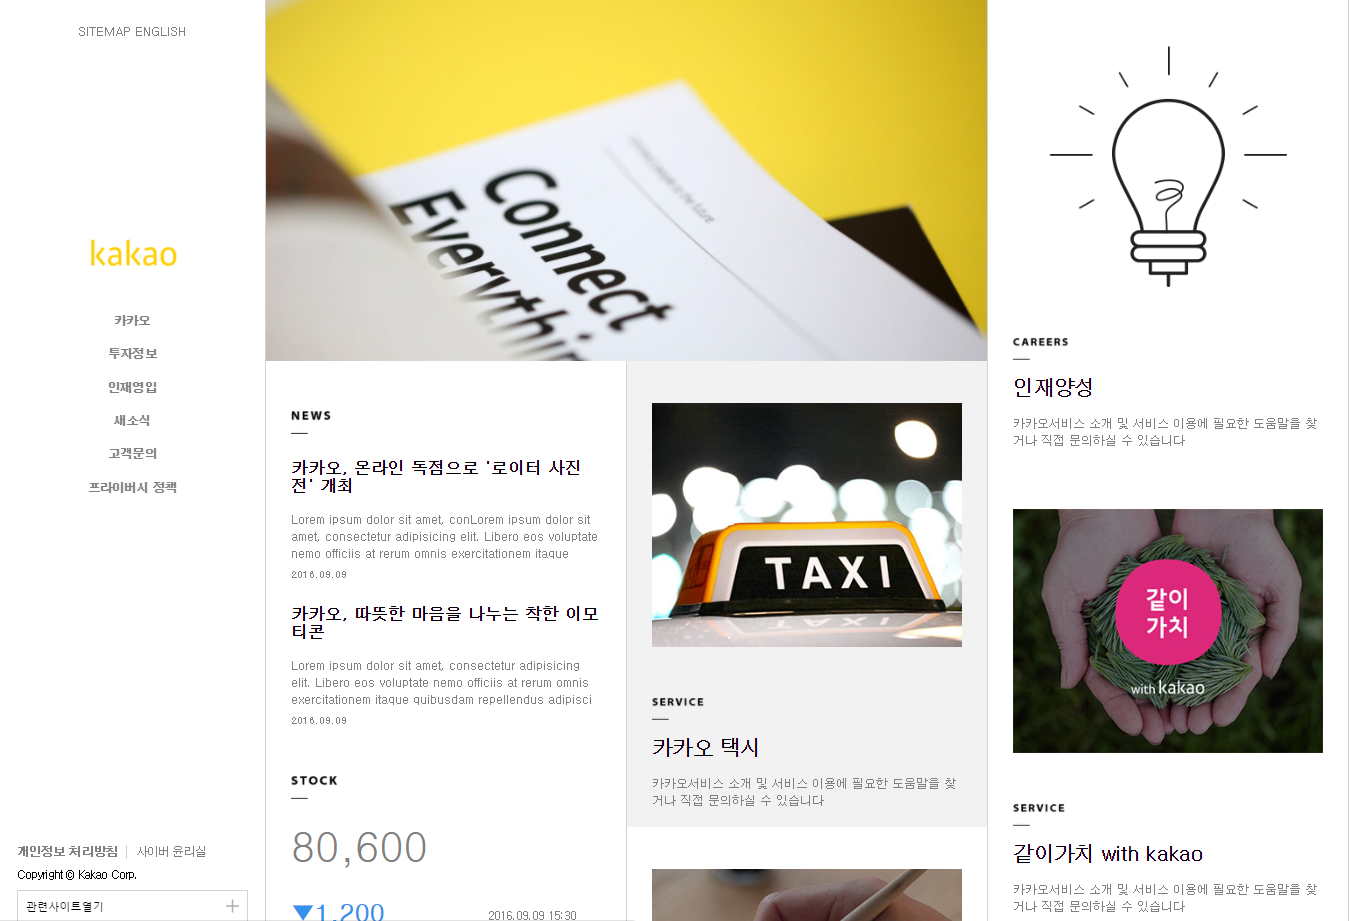 SITEMAP ENGLISH
kakao
카카오
투자정보
인재영입
새소식
고객문의
프라이버시 정책
개인정보 처리방침 사이버 윤리실
Copyright © Kakao Corp.
관련사이트열기
Connect
Everythin
NEWS
카카오, 온라인 독점으로 '로이터 사진
전' 개최
Lorem ipsum dolor sit amet, conLorem ipsum dolor sit
amet, consectetur adipisicing elit. Libero eos voluptate
nemo officiis at rerum omnis exercitationem itaque
2016.09.09
카카오, 따뜻한 마음을 나누는 착한 이모
티콘
Lorem ipsum dolor sit amet, consectetur adipisicing
elit. Libero eos voluptate nemo officiis at rerum omnis
exercitationem itaque quibusdam repellendus adipisci
2016.09.09
STOCK
80,600
▼1,200 2016.09.09 15:30
TAXI
SERVICE
카카오 택시
카카오서비스 소개 및 서비스 이용에 필요한 도움말을 찾
거나 직접 문의하실 수 있습니다
CAREERS
인재양성
카카오서비스 소개 및 서비스 이용에 필요한 도움말을 찾
거나 직접 문의하실 수 있습니다
같이
가치
with kakao
SERVICE
같이가치 with kakao
카카오서비스 소개 및 서비스 이용에 필요한 도움말을 찾
거나 직접 문의하실 수 있습니다